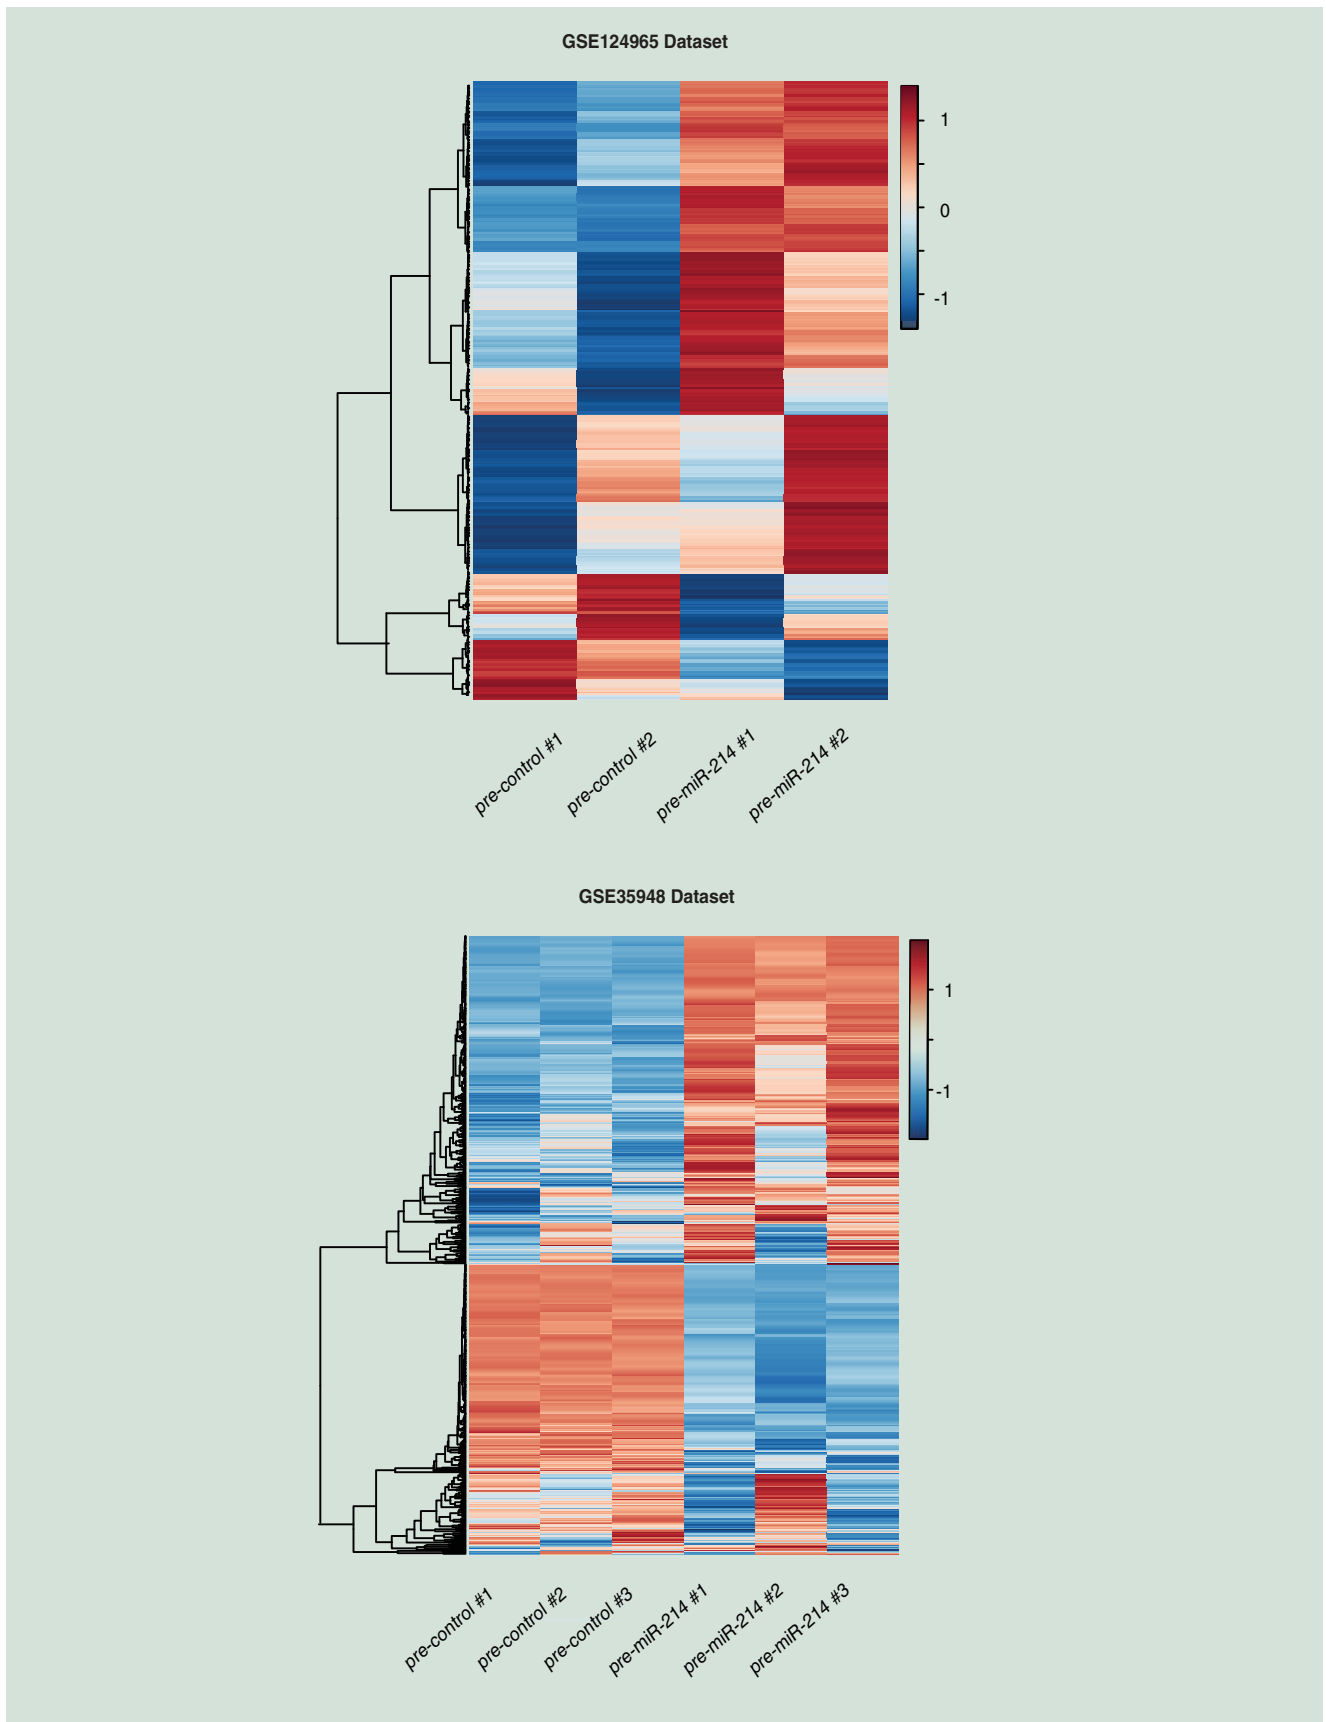 GSE124965 Dataset
1
0
-1
pre-control #1
pre-control #2
pre-miR-214 #1
pre-miR-214 #2
GSE35948 Dataset
1
-1
pre-control #1
pre-control #2
pre-control #3
pre-miR-214 #1
pre-miR-214 #2
pre-miR-214 #3